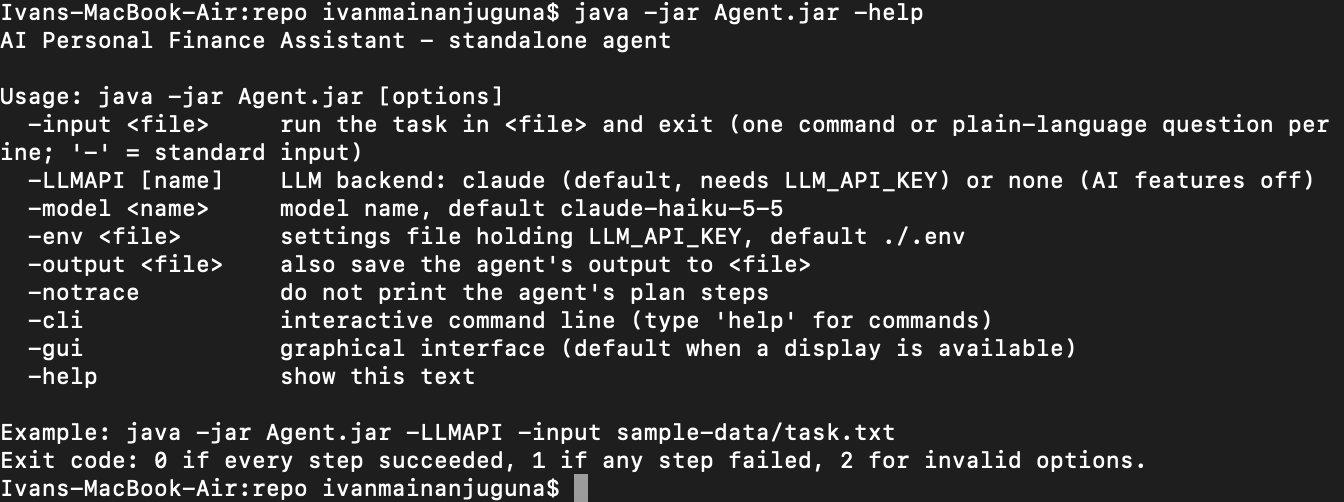 Ivans-MacBook-Air:repo ivanmainanjuguna$ java -jar Agent.jar -help
AI Personal Finance Assistant - standalone agent
Usage: java -jar Agent.jar [options]
-input <file> run the task in <file> and exit (one command or plain-language question per
ine; '-' = standard input)
-LLMAPI [name] LLM backend: claude (default, needs LLM_API_KEY) or none (AI features off)
-model <name> model name, default claude-haiku-5-5
-env <file> settings file holding LLM_API_KEY, default ./.env
-output <file> also save the agent's output to <file>
-notrace do not print the agent's plan steps
-cli interactive command line (type 'help' for commands)
-gui graphical interface (default when a display is available)
-help show this text
Example: java -jar Agent.jar -LLMAPI -input sample-data/task.txt
Exit code: 0 if every step succeeded, 1 if any step failed, 2 for invalid options.
Ivans-MacBook-Air:repo ivanmainanjuguna$